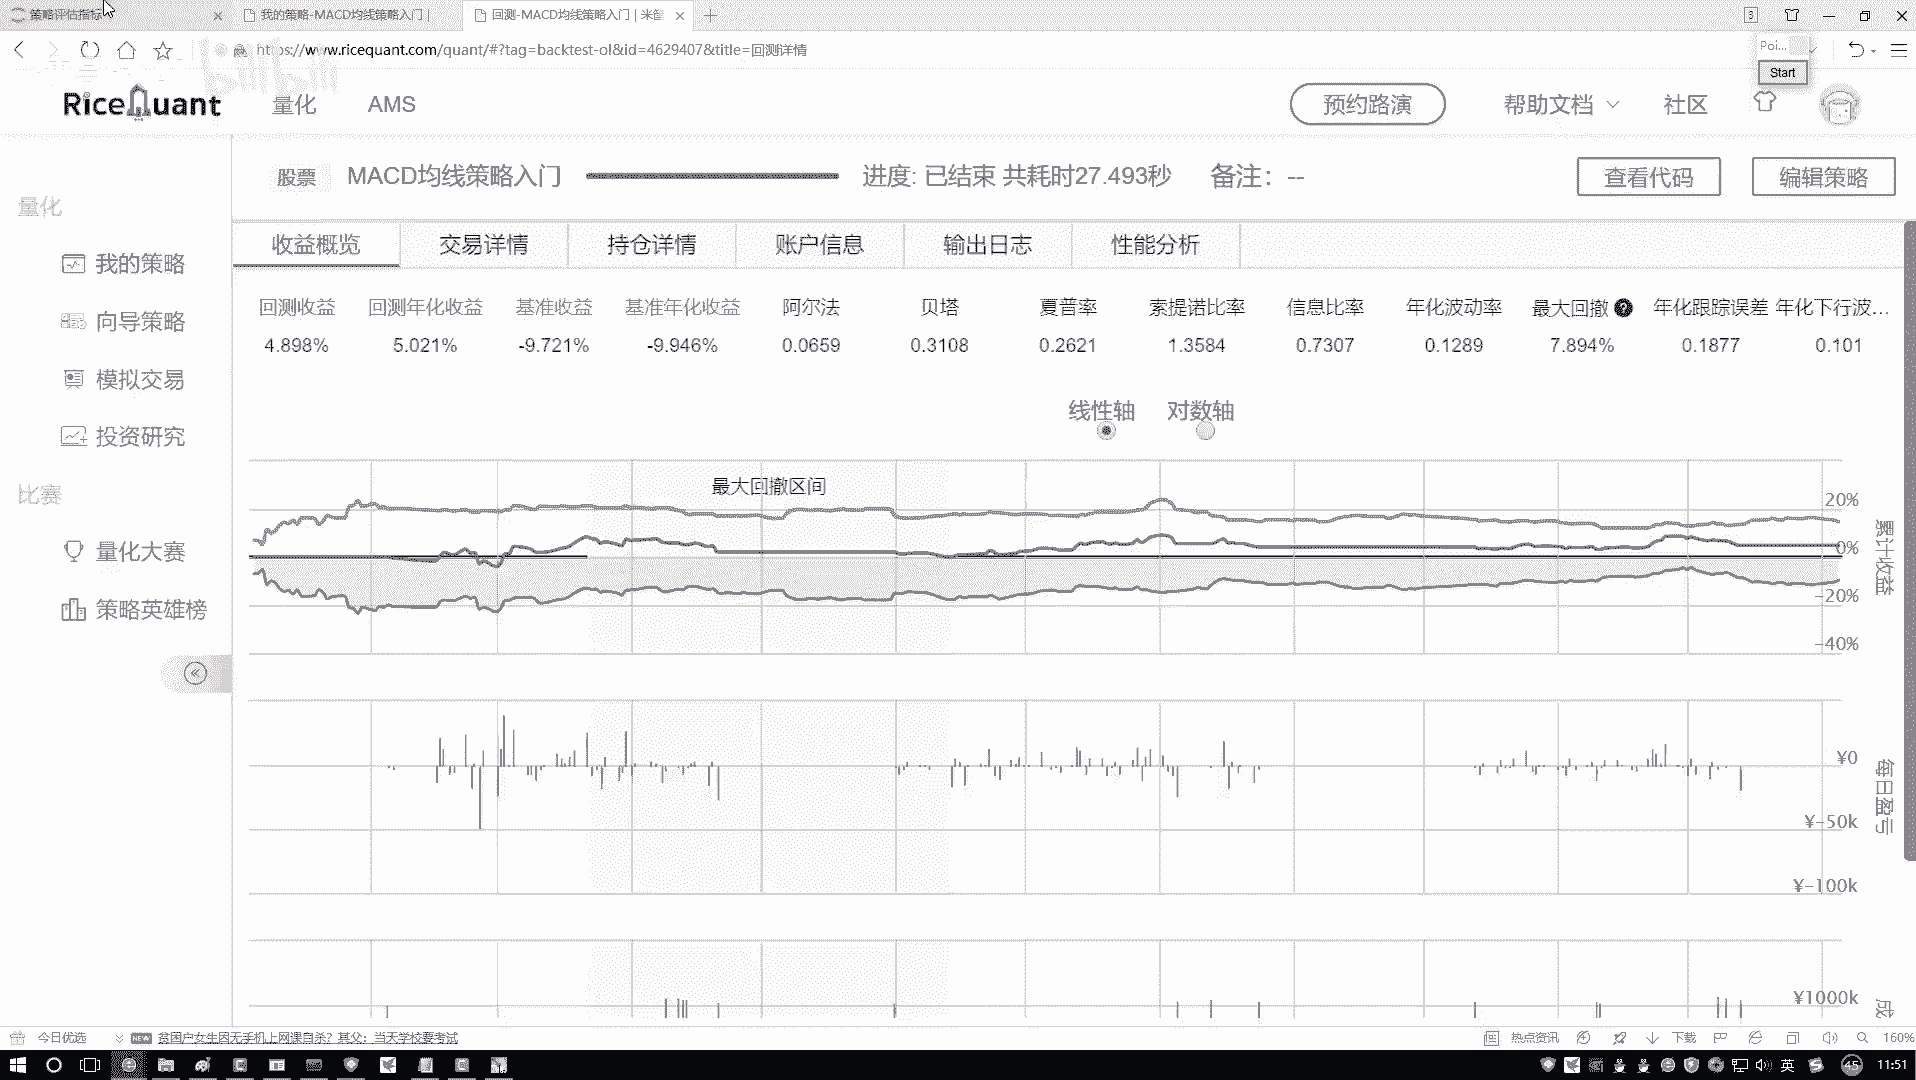 策略评估指标
我的策略-MACD均线策略入门 |
回测-MACD均线策略入门 | 米筐
3
https://www.ricequant.com/quant/#?tag=backtest-ol&id=4629407&title=回测详情
Poi...
Start
bilibili
RiceQuant
量化
AMS
预约路演
帮助文档
社区
股票
MACD均线策略入门
进度: 已结束 共耗时27.493秒
备注：--
查看代码
编辑策略
量化
我的策略
向导策略
模拟交易
投资研究
比赛
量化大赛
策略英雄榜
收益概览 交易详情 持仓详情 账户信息 输出日志 性能分析
回测收益 回测年化收益 基准收益 基准年化收益 阿尔法 贝塔 夏普率 索提诺比率 信息比率 年化波动率 最大回撤 ? 年化跟踪误差 年化下行波...
4.898% 5.021% -9.721% -9.946% 0.0659 0.3108 0.2621 1.3584 0.7307 0.1289 7.894% 0.1877 0.101
线性轴 对数轴
最大回撤区间
20%
0%
-20%
-40%
累计收益
¥0
¥-50k
¥-100k
每日盈亏
¥1000k
成
今日优选
NEW
贫困户女生因无手机上网课自杀？其父：当天学校要考试
热点资讯
下载
160%
英
45
11:51